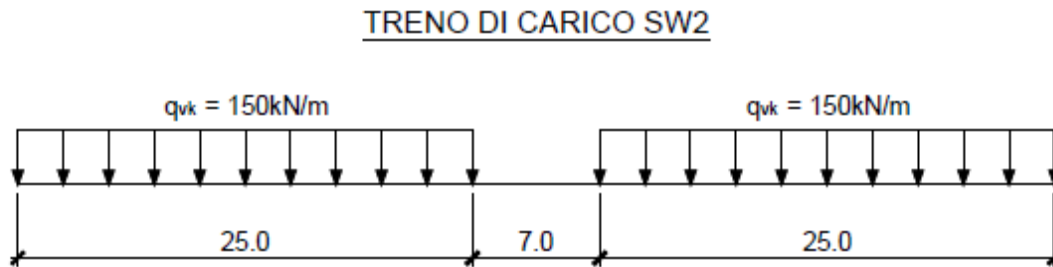 TRENO DI CARICO SW2
qvk = 150kN/m
qvk = 150kN/m
25.0
7.0
25.0